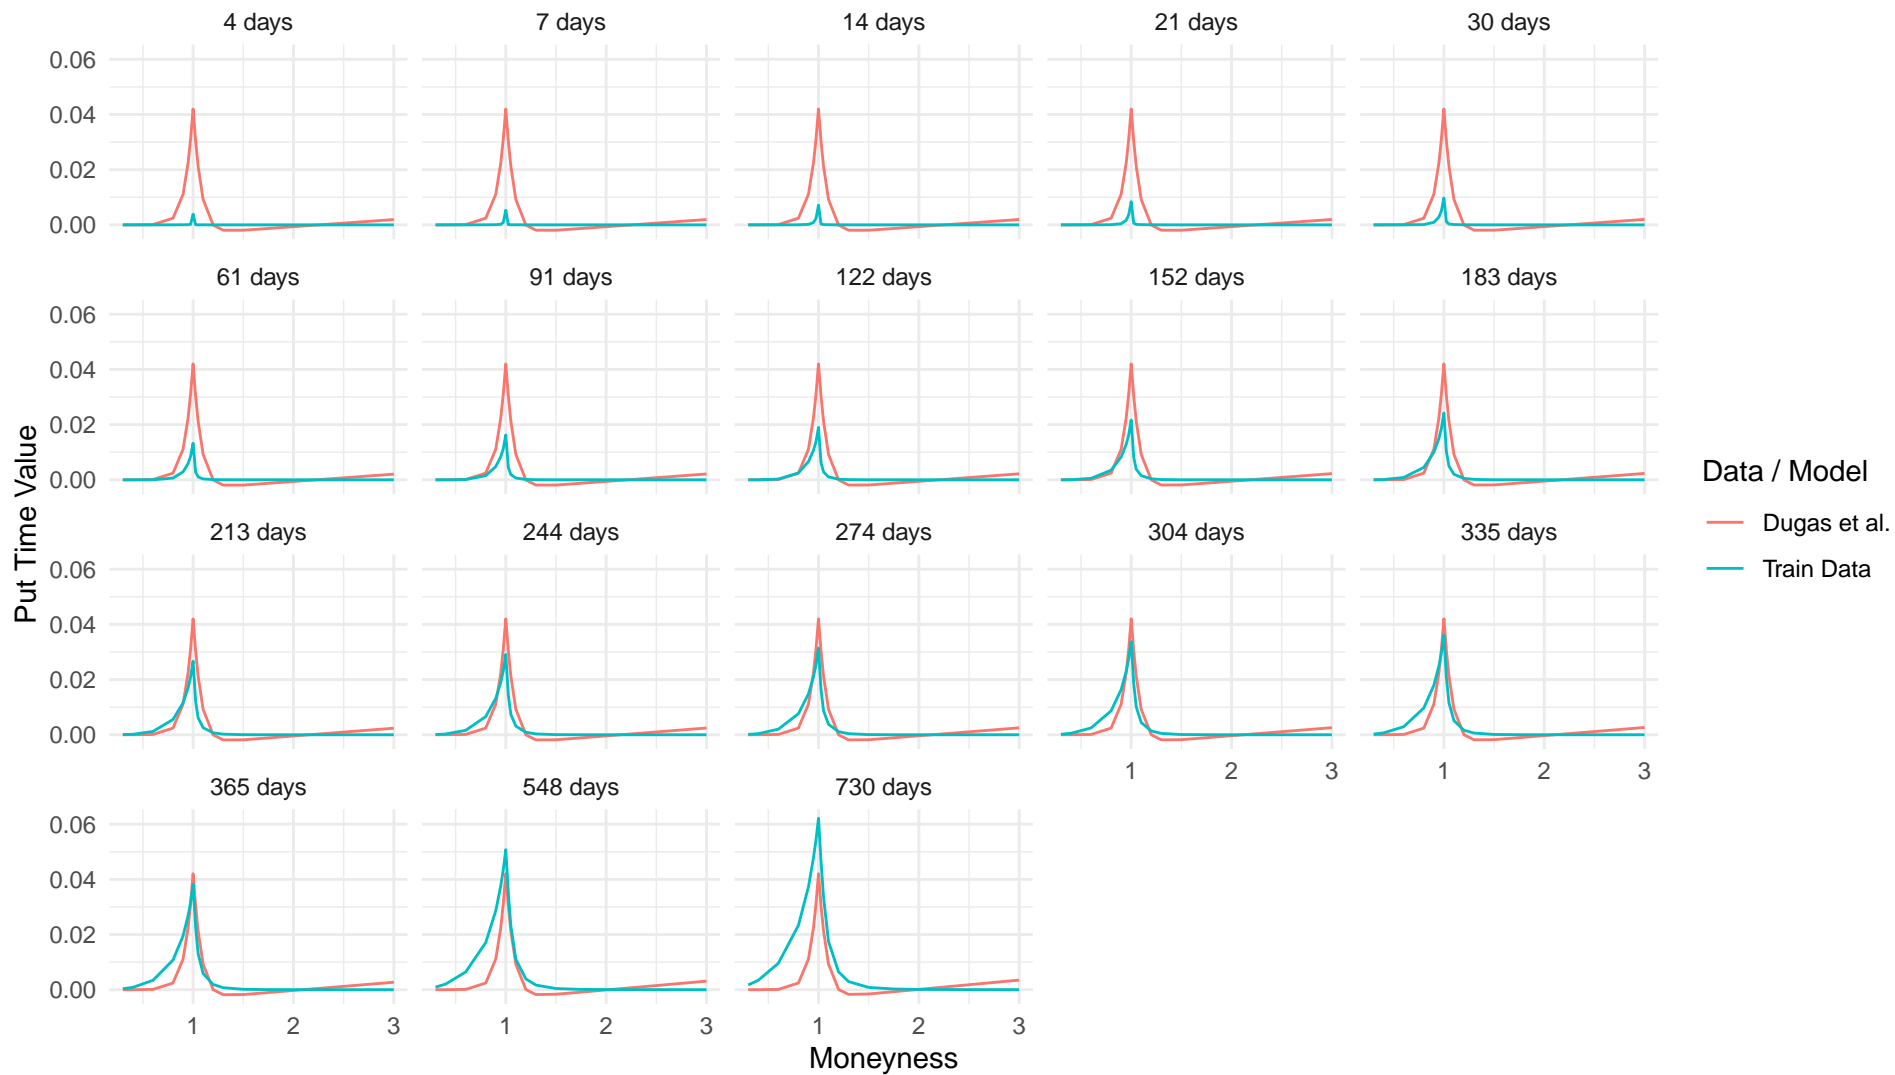 4 days 7 days 14 days 21 days 30 days
0.06
0.04
0.02
0.00
61 days 91 days 122 days 152 days 183 days
0.06
0.04
0.02
0.00
213 days 244 days 274 days 304 days 335 days
0.06
0.04
0.02
0.00
1 2 3 1 2 3
365 days 548 days 730 days
0.06
0.04
0.02
0.00
1 2 3 1 2 3 1 2 3
Moneyness
Put Time Value
Data / Model
Dugas et al.
Train Data